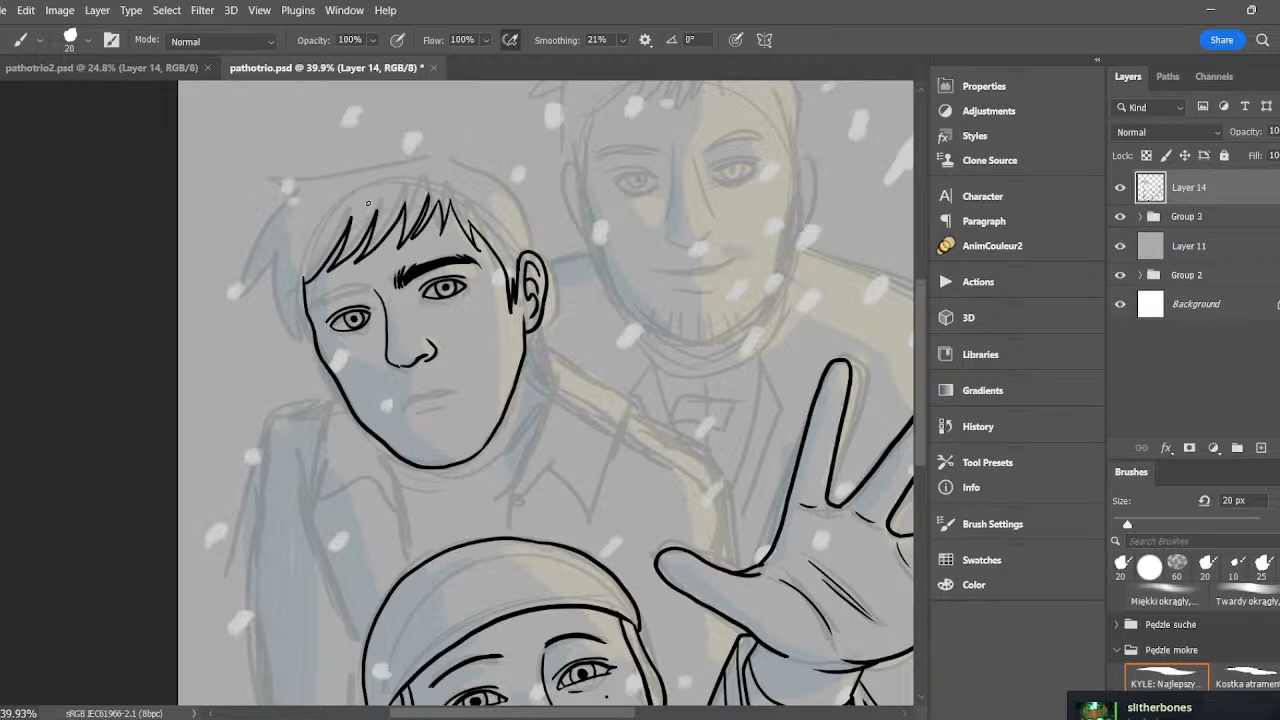 Edit Image Layer Type Select Filter 3D View Plugins Window Help
20 Mode: Normal Opacity: 100% Flow: 100% Smoothing: 21% 0° Share
pathotrio2.psd @ 24.8% (Layer 14, RGB/8) × pathotrio.psd @ 39.9% (Layer 14, RGB/8) * ×
Properties
Adjustments
Styles
Clone Source
Character
Paragraph
AnimCouleur2
Actions
3D
Libraries
Gradients
History
Tool Presets
Info
Brush Settings
Swatches
Color
Layers Paths Channels
Kind
Normal Opacity: 10
Lock: Fill: 10
Layer 14
Group 3
Layer 11
Group 2
Background
Brushes
Size: 20 px
Search Brushes
20 60 20 10 25
Miękki okrągły,... Twardy okrągły,
Pędzle suche
Pędzle mokre
KYLE: Najlepszy... Kostka atrament
slitherbones
39.93% sRGB IEC61966-2.1 (8bpc)